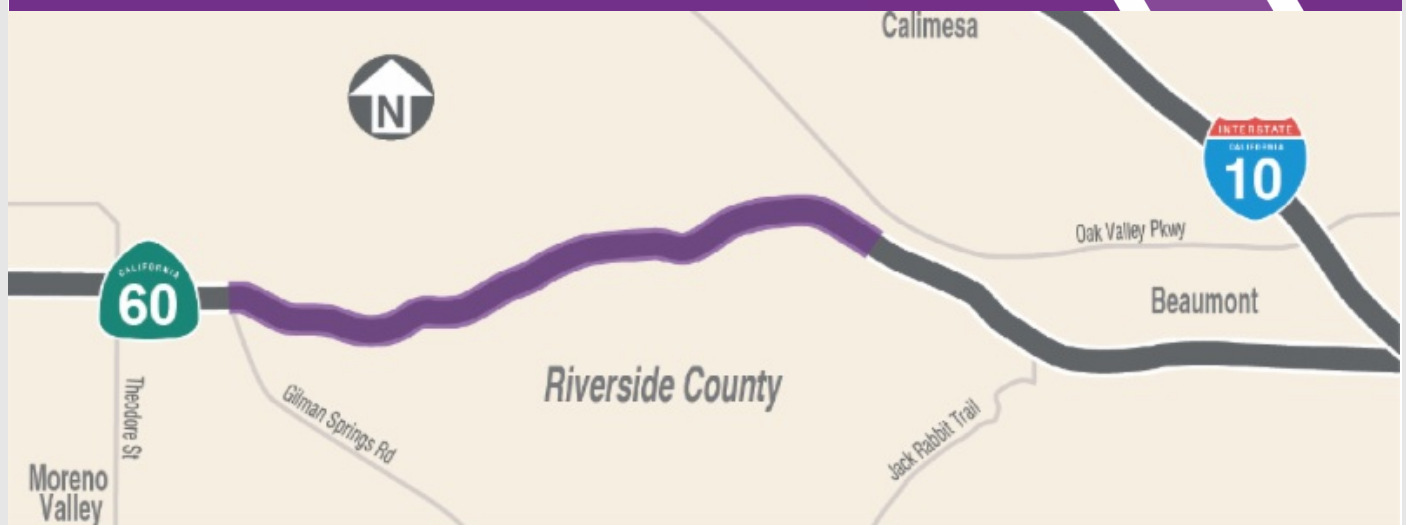 Calimesa
N
INTERSTATE
CALIFORNIA
10
Oak Valley Pkwy
CALIFORNIA
60
Beaumont
Riverside County
Theodore St
Gilman Springs Rd
Jack Rabbit Trail
Moreno
Valley